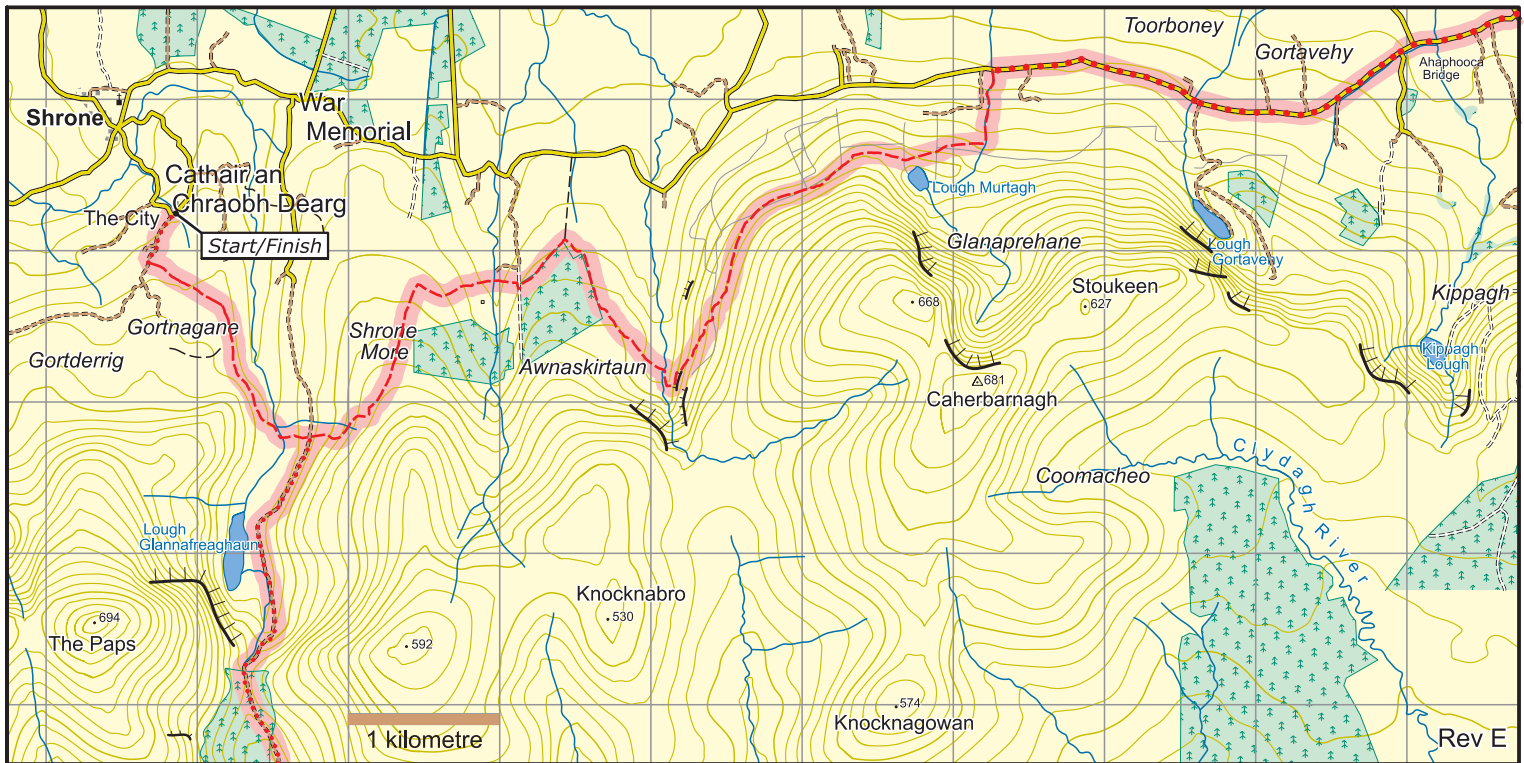 Toorboney
Gortavehy
Ahaphooca
Bridge
War
Memorial
Shrone
Cathair an
Chraobh Dearg
The City
Start/Finish
Lough Murtagh
Glanaprehane
Lough
Gortavehy
Stoukeen
627
668
Kippagh
Gortnagane
Shrone
More
Gortderrig
Awnaskirtaun
Kippagh
Lough
681
Caherbarnagh
Clydagh River
Coomacheo
Lough
Glannafreaghaun
Knocknabro
530
694
The Paps
592
574
Knocknagowan
1 kilometre
Rev E